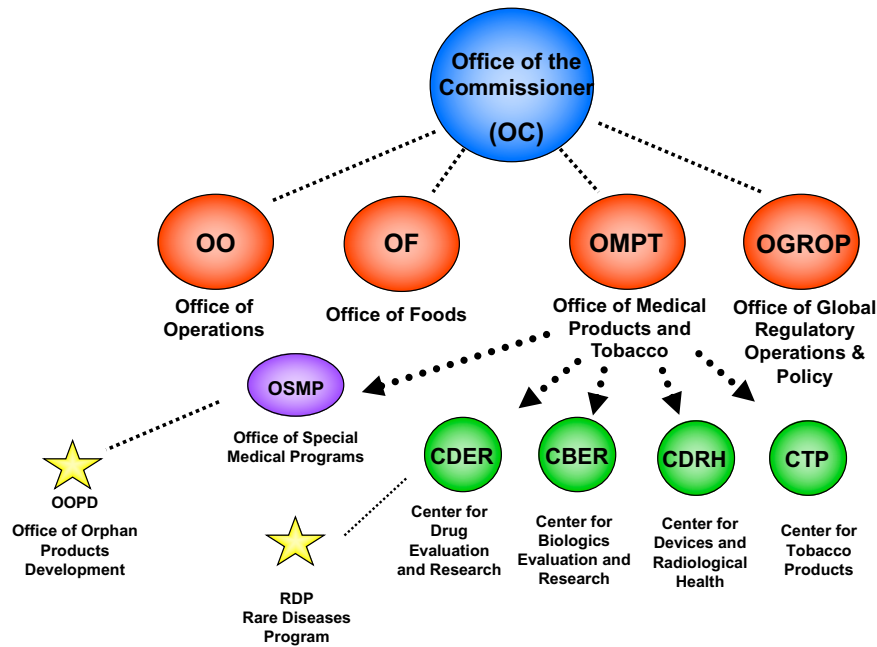 Office of the
Commissioner
(OC)
OO
OF
OMPT
OGROP
Office of
Operations
Office of Foods
Office of Medical
Products and
Tobacco
Office of Global
Regulatory
Operations &
Policy
OSMP
Office of Special
Medical Programs
CDER
CBER
CDRH
CTP
OOPD
Office of Orphan
Products
Development
RDP
Rare Diseases
Program
Center for
Drug
Evaluation
and Research
Center for
Biologics
Evaluation and
Research
Center for
Devices and
Radiological
Health
Center for
Tobacco
Products